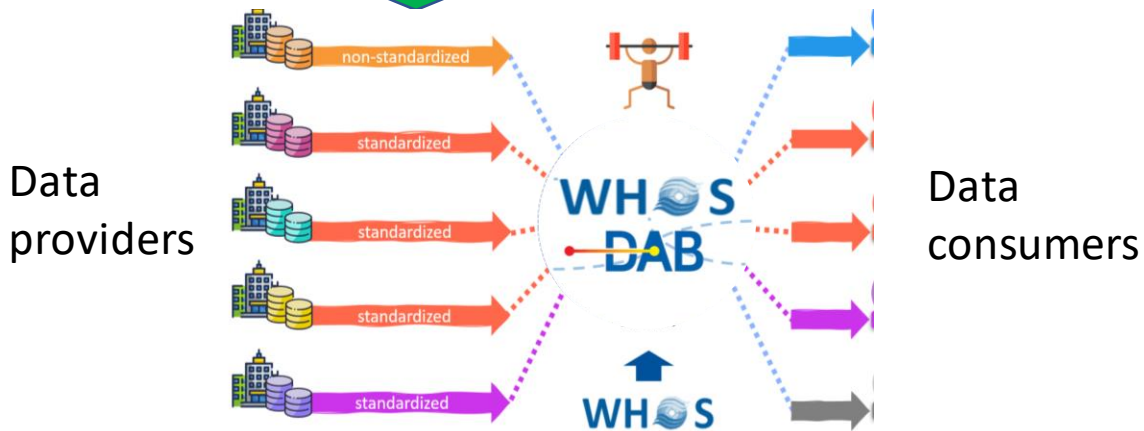 non-standardized
standardized
Data
providers
standardized
standardized
standardized
WHOS
DAB
WHOS
Data
consumers